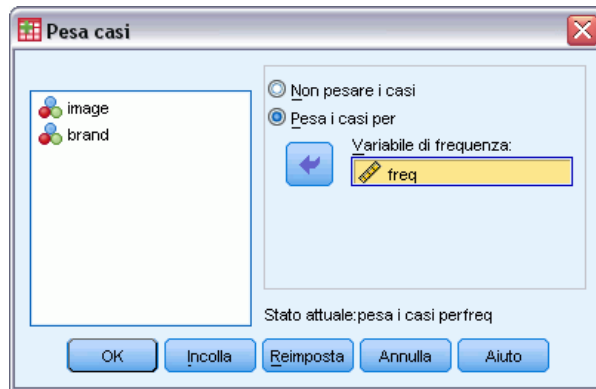 Pesa casi
image
brand
Non pesare i casi
Pesa i casi per
Variabile di frequenza:
freq
Stato attuale:pesa i casi perfreq
OK
Incolla
Reimposta
Annulla
Aiuto